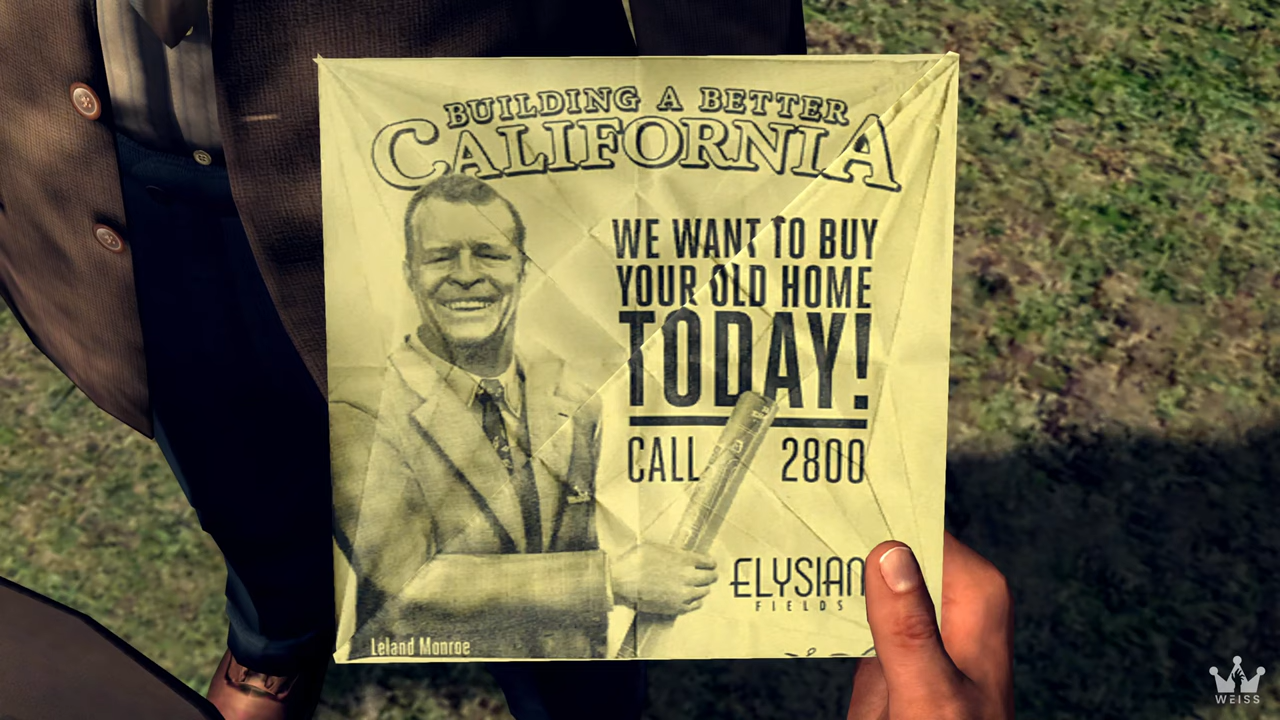 BUILDING A BETTER
CALIFORNIA
WE WANT TO BUY
YOUR OLD HOME
TODAY!
CALL 2800
ELYSIAN
FIELDS
Leland Monroe
WEISS